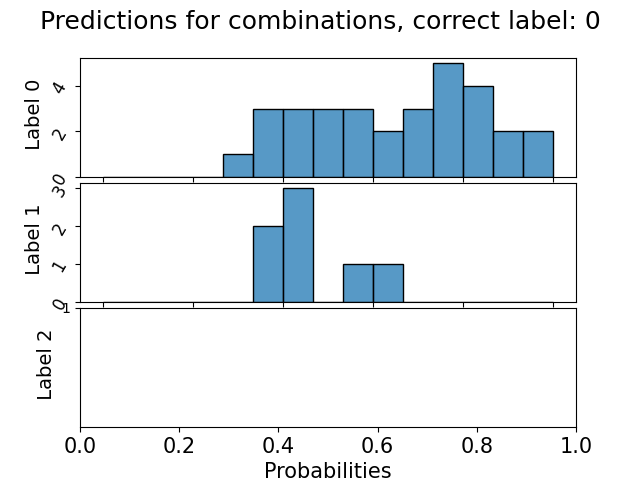 Predictions for combinations, correct label: 0
Label 0
4
2
0
Label 1
3
2
1
0
Label 2
1
0.0 0.2 0.4 0.6 0.8 1.0
Probabilities